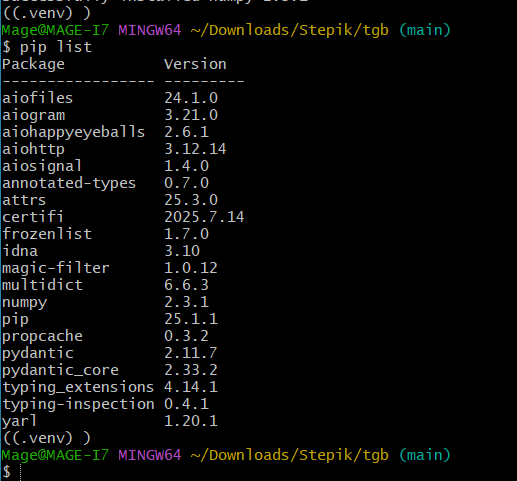 ((.venv) )
Mage@MAGE-I7 MINGW64 ~/Downloads/Stepik/tgb (main)
$ pip list
Package           Version
----------------- ---------
aiofiles          24.1.0
aiogram           3.21.0
aiohappyeyeballs  2.6.1
aiohttp           3.12.14
aiosignal         1.4.0
annotated-types   0.7.0
attrs             25.3.0
certifi           2025.7.14
frozenlist        1.7.0
idna              3.10
magic-filter      1.0.12
multidict         6.6.3
numpy             2.3.1
pip               25.1.1
propcache         0.3.2
pydantic          2.11.7
pydantic_core     2.33.2
typing_extensions 4.14.1
typing-inspection 0.4.1
yarl              1.20.1
((.venv) )
Mage@MAGE-I7 MINGW64 ~/Downloads/Stepik/tgb (main)
$